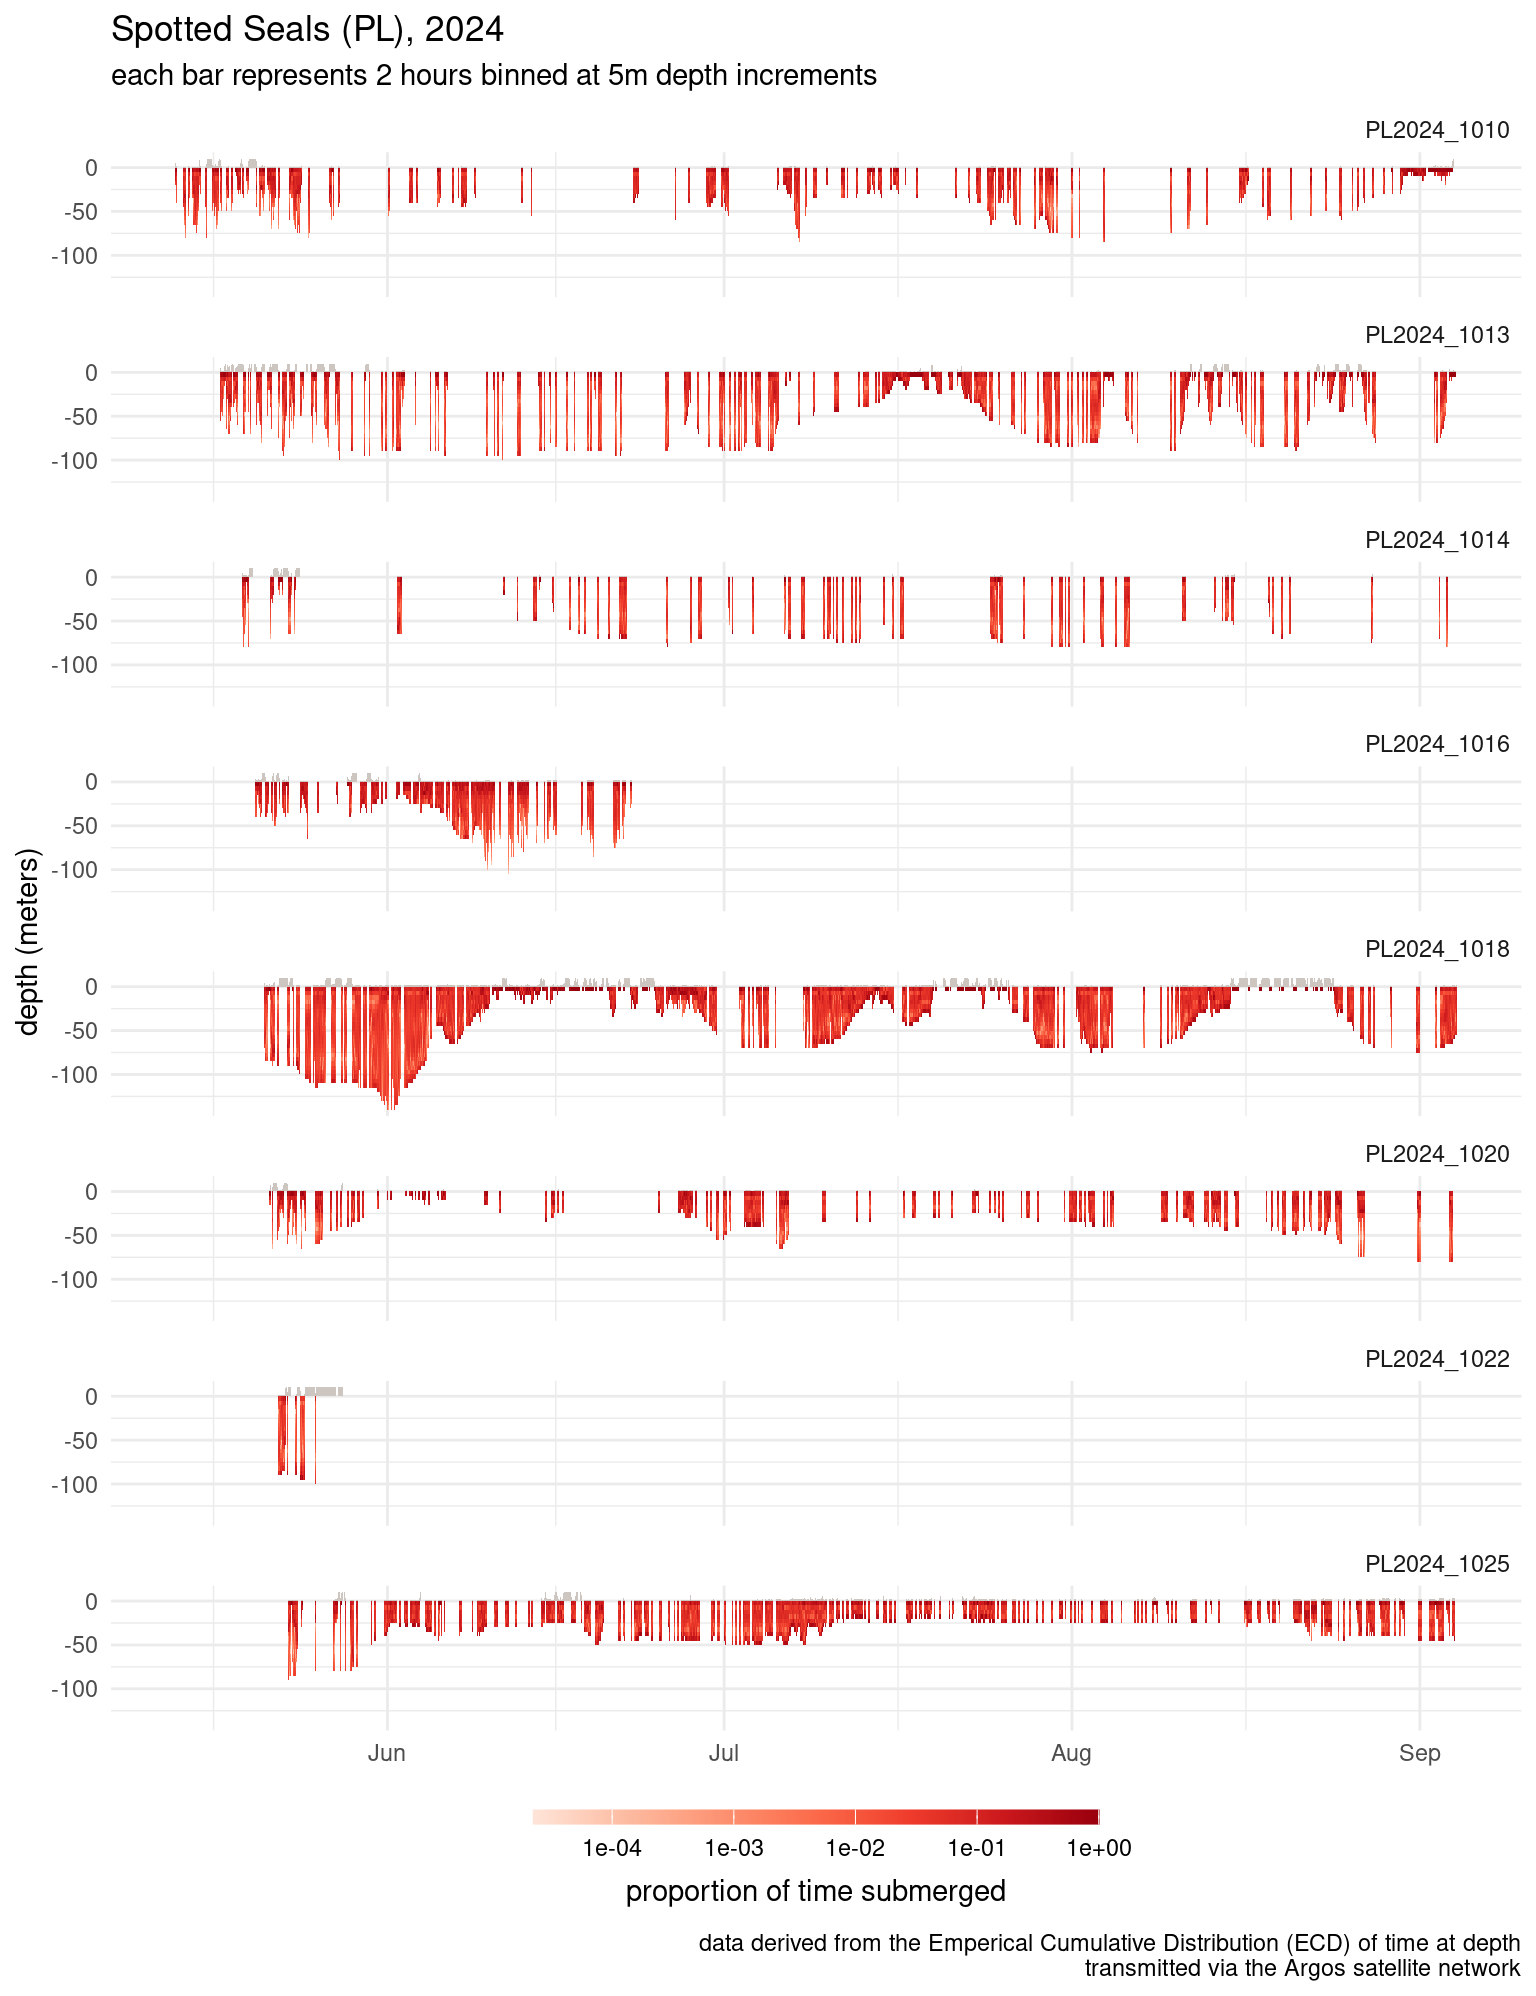 Spotted Seals (PL), 2024
each bar represents 2 hours binned at 5m depth increments
PL2024_1010
0
-50
-100
PL2024_1013
0
-50
-100
PL2024_1014
0
-50
-100
PL2024_1016
0
-50
-100
depth (meters)
PL2024_1018
0
-50
-100
PL2024_1020
0
-50
-100
PL2024_1022
0
-50
-100
PL2024_1025
0
-50
-100
Jun Jul Aug Sep
1e-04 1e-03 1e-02 1e-01 1e+00
proportion of time submerged
data derived from the Emperical Cumulative Distribution (ECD) of time at depth
transmitted via the Argos satellite network